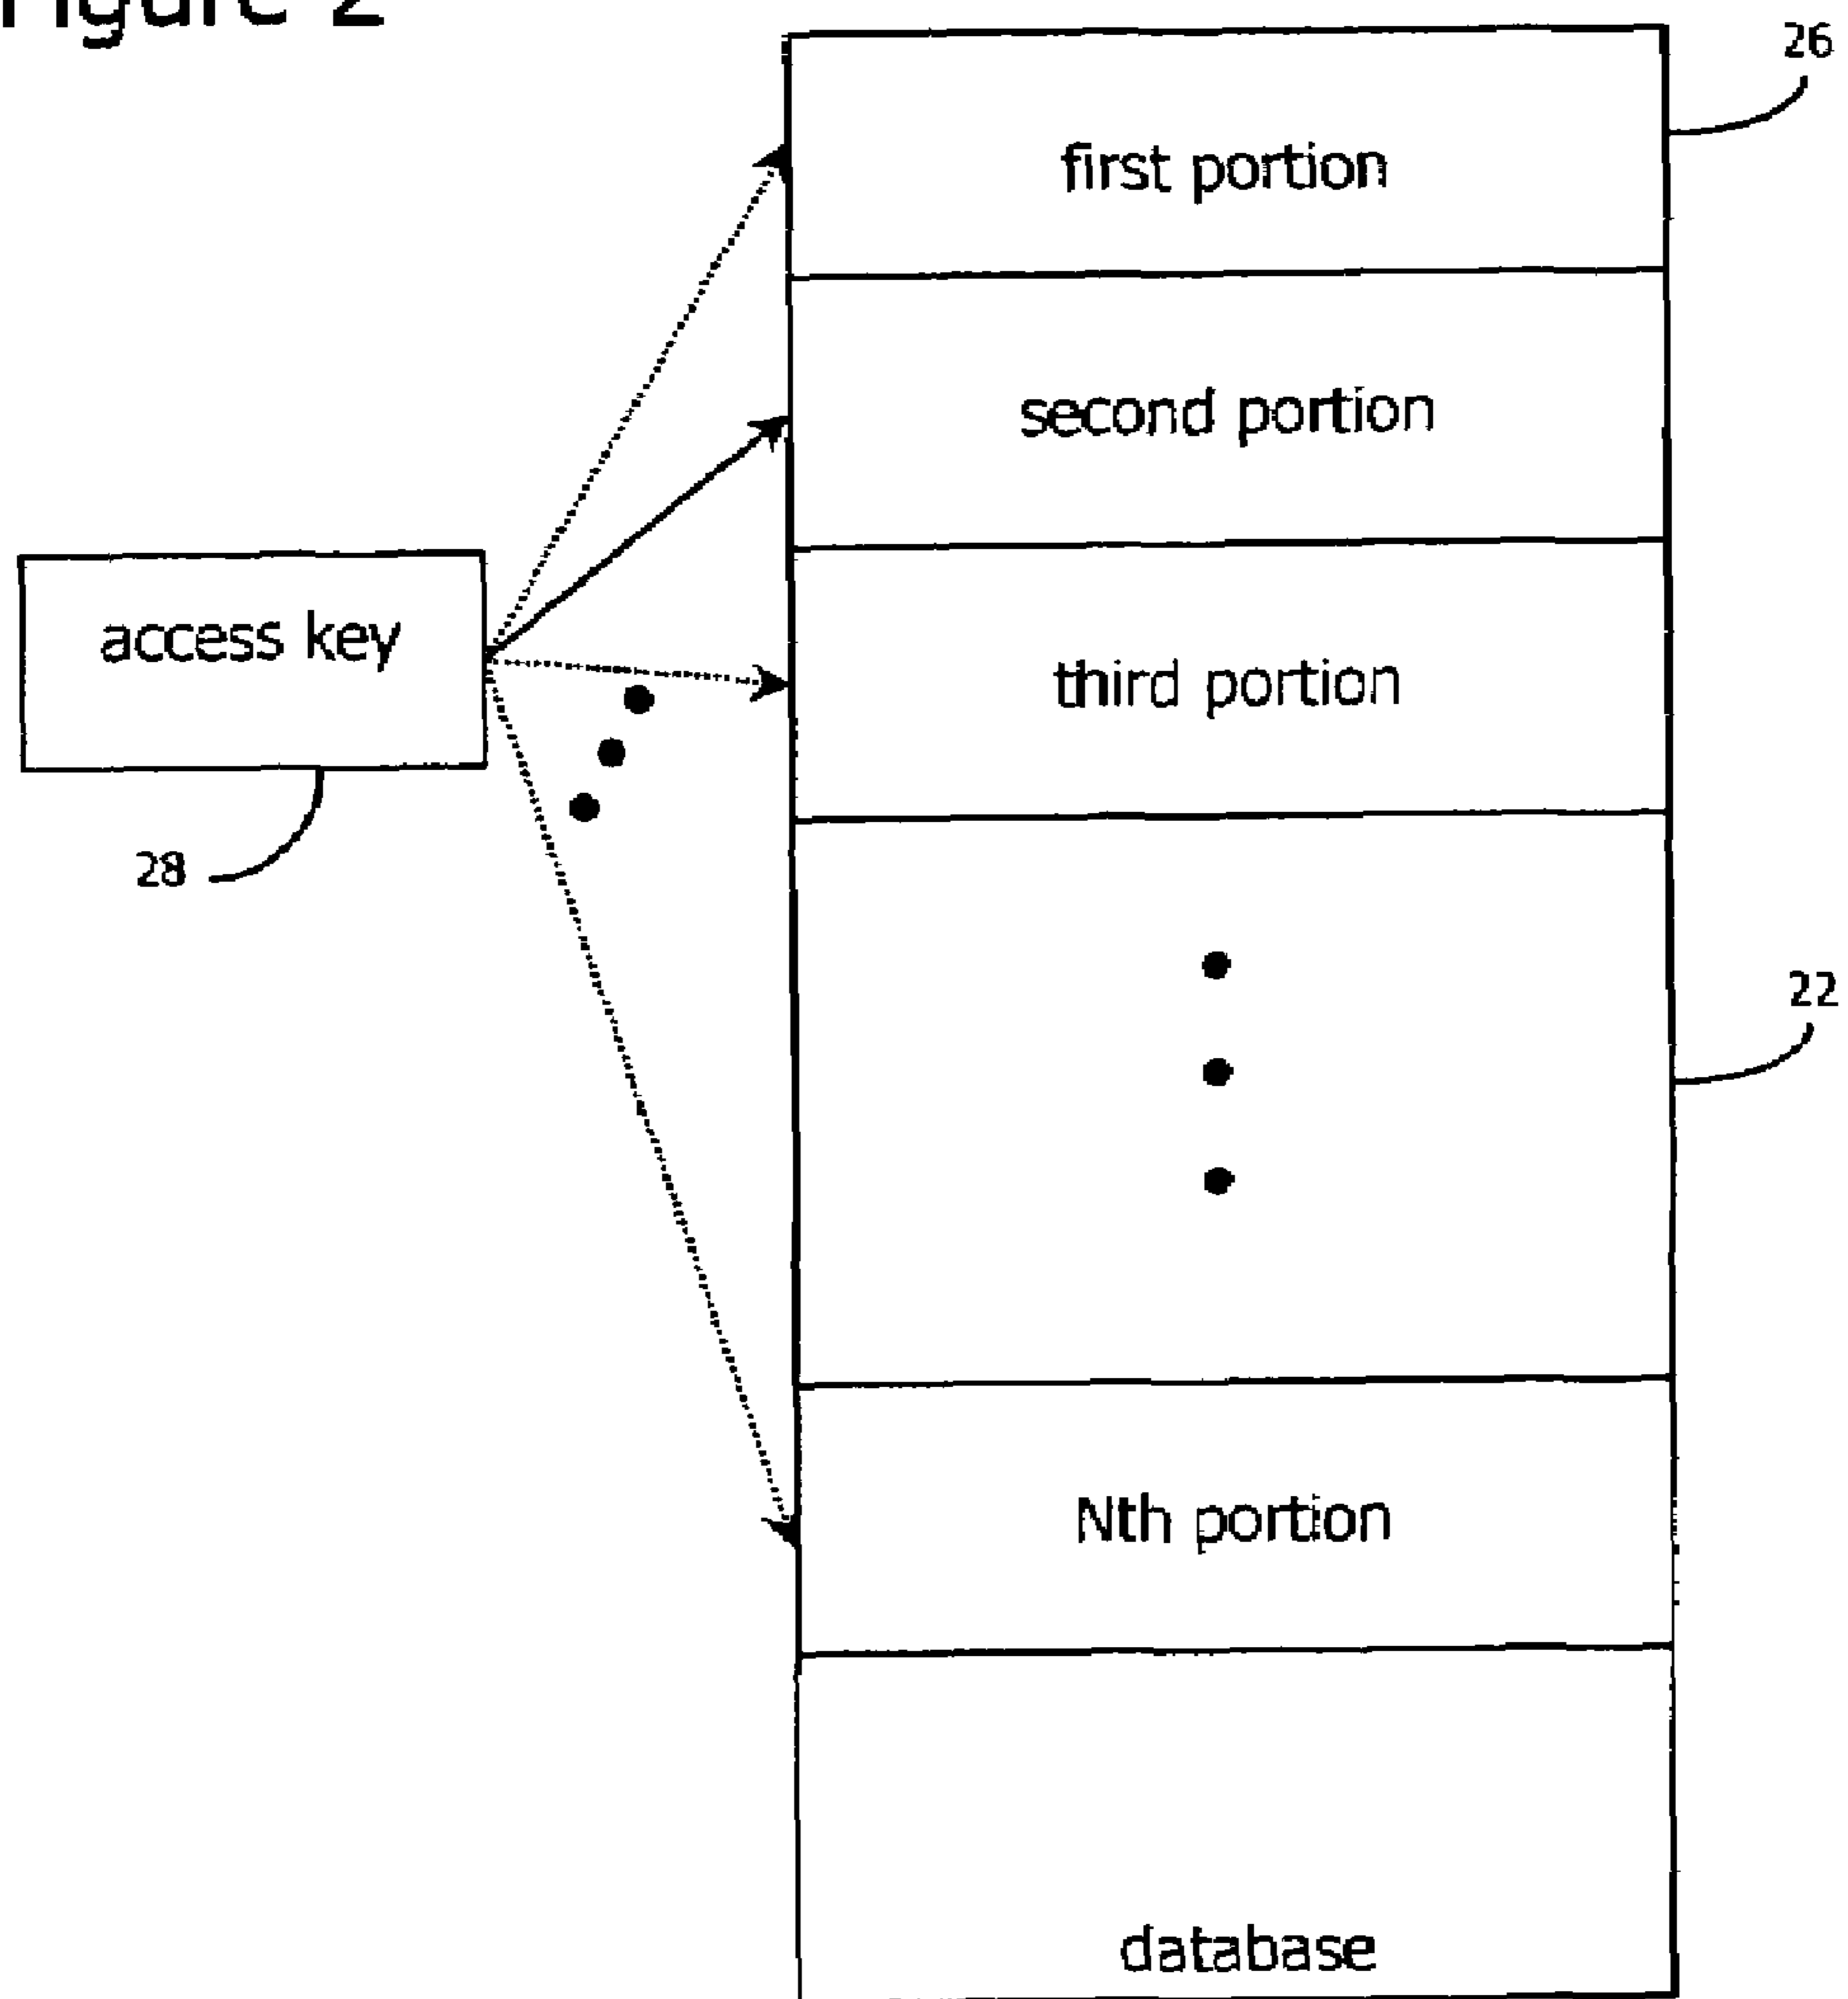 Figure 2
26
first portion
second portion
access key
third portion
28
22
Nth portion
database